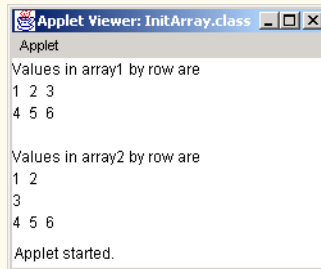 Applet Viewer: InitArray.class
Applet
Values in array1 by row are
1 2 3
4 5 6
Values in array2 by row are
1 2
3
4 5 6
Applet started.